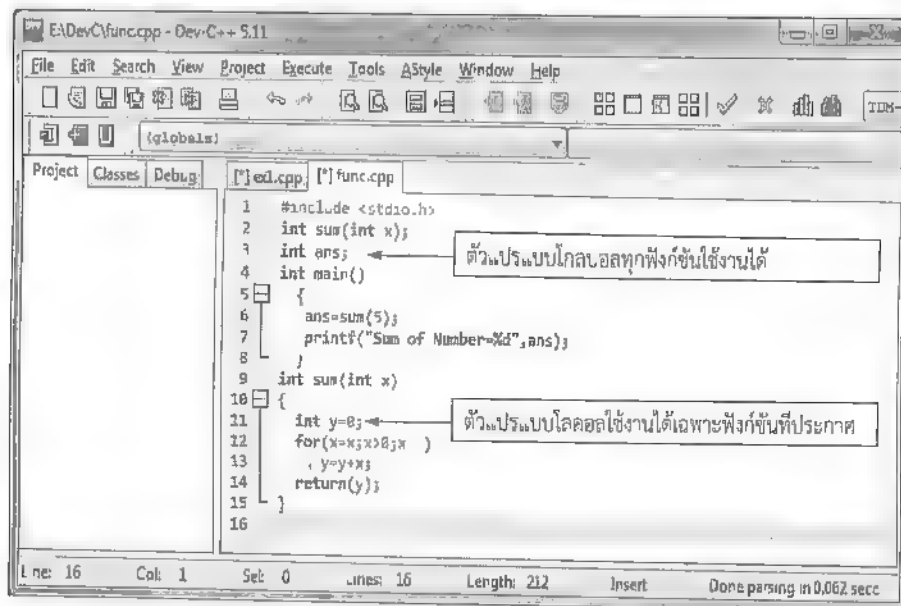 E:\DevC\func.cpp - Dev-C++ 5.11
File Edit Search View Project Execute Tools AStyle Window Help
TDM-
(globals)
Project Classes Debug
[*] ex1.cpp [*] func.cpp
1 #include <stdio.h>
2 int sum(int x);
3 int ans;
ตัวแปรแบบโกลบอลทุกฟังก์ชันใช้งานได้
4 int main()
5 {
6 ans=sum(5);
7 printf("Sum of Number=%d",ans);
8 }
9 int sum(int x)
10 {
11 int y=0;
ตัวแปรแบบโลคอลใช้งานได้เฉพาะฟังก์ชันที่ประกาศ
12 for(x=x;x>0;x )
13 y=y+x;
14 return(y);
15 }
16
Line: 16 Col: 1 Sel: 0 Lines: 16 Length: 212 Insert Done parsing in 0.062 secc